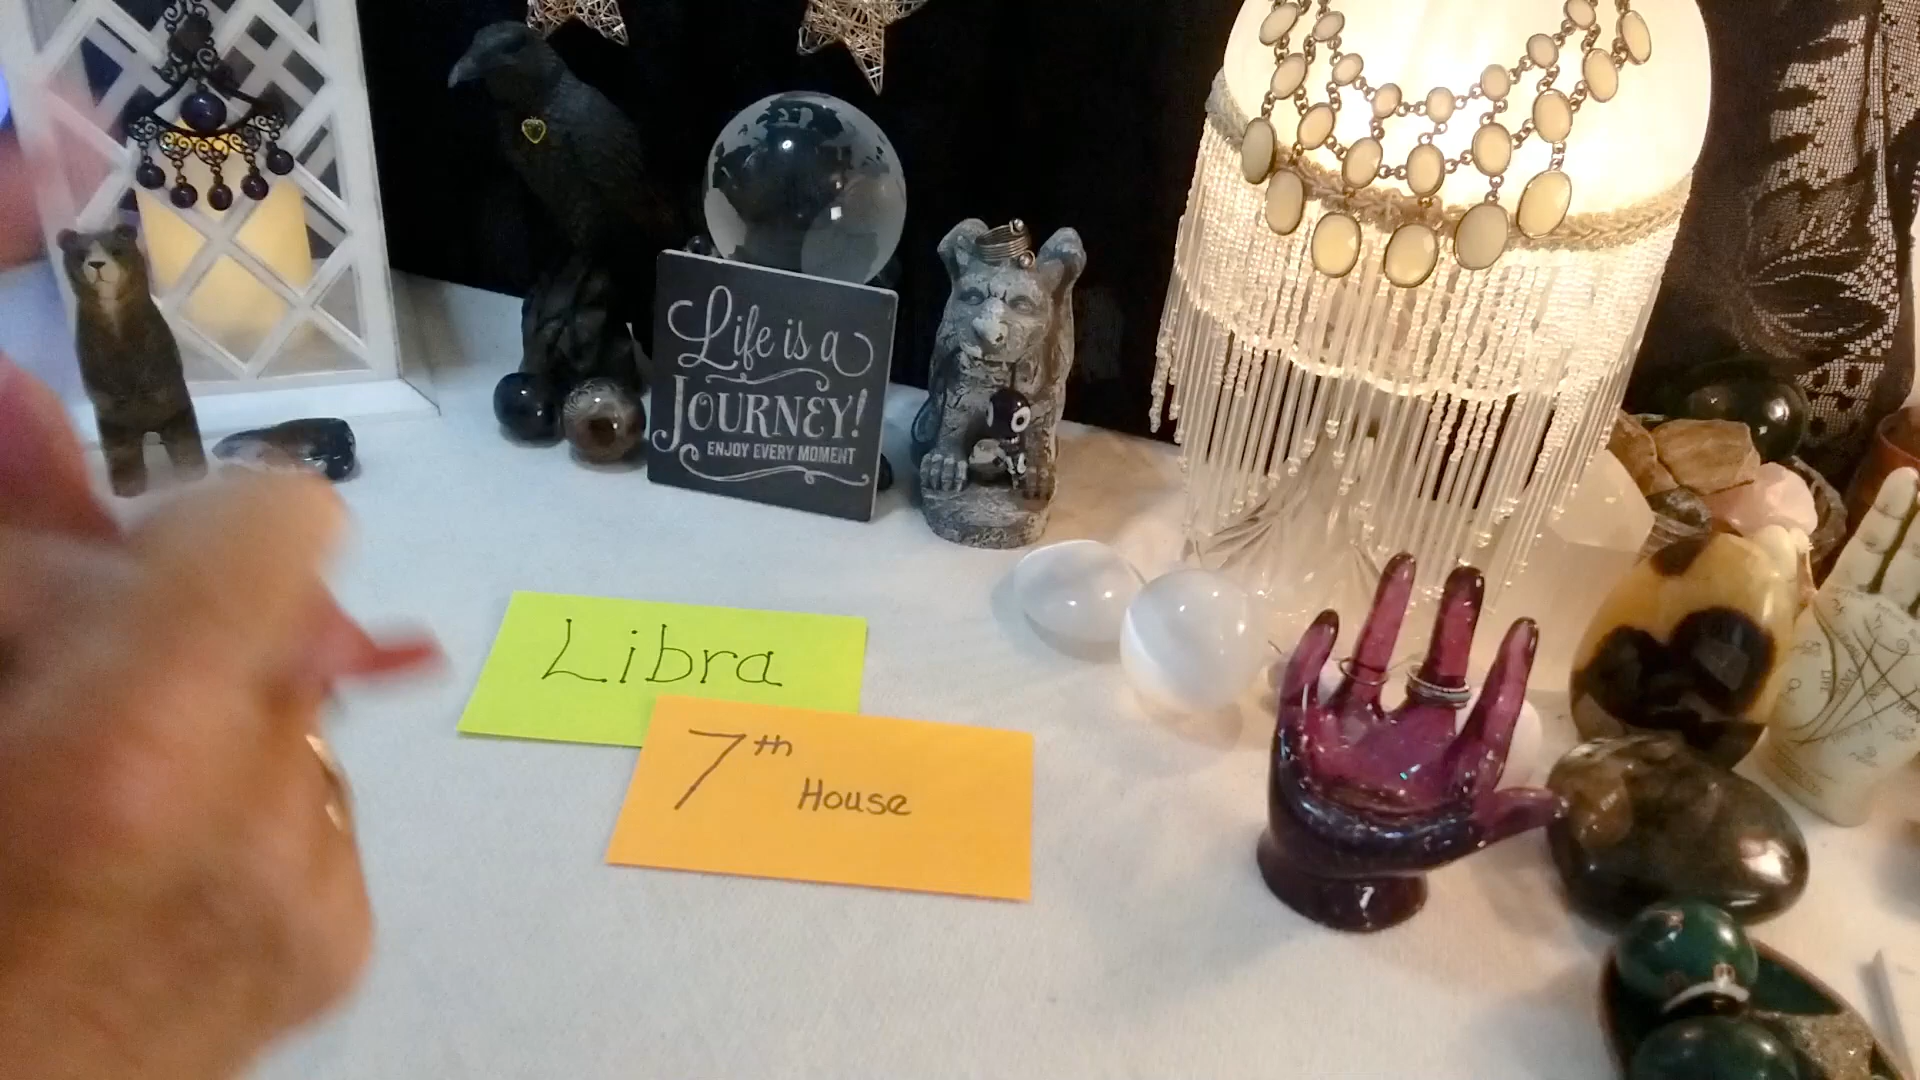 Life is a
JOURNEY!
ENJOY EVERY MOMENT
Libra
7th
House